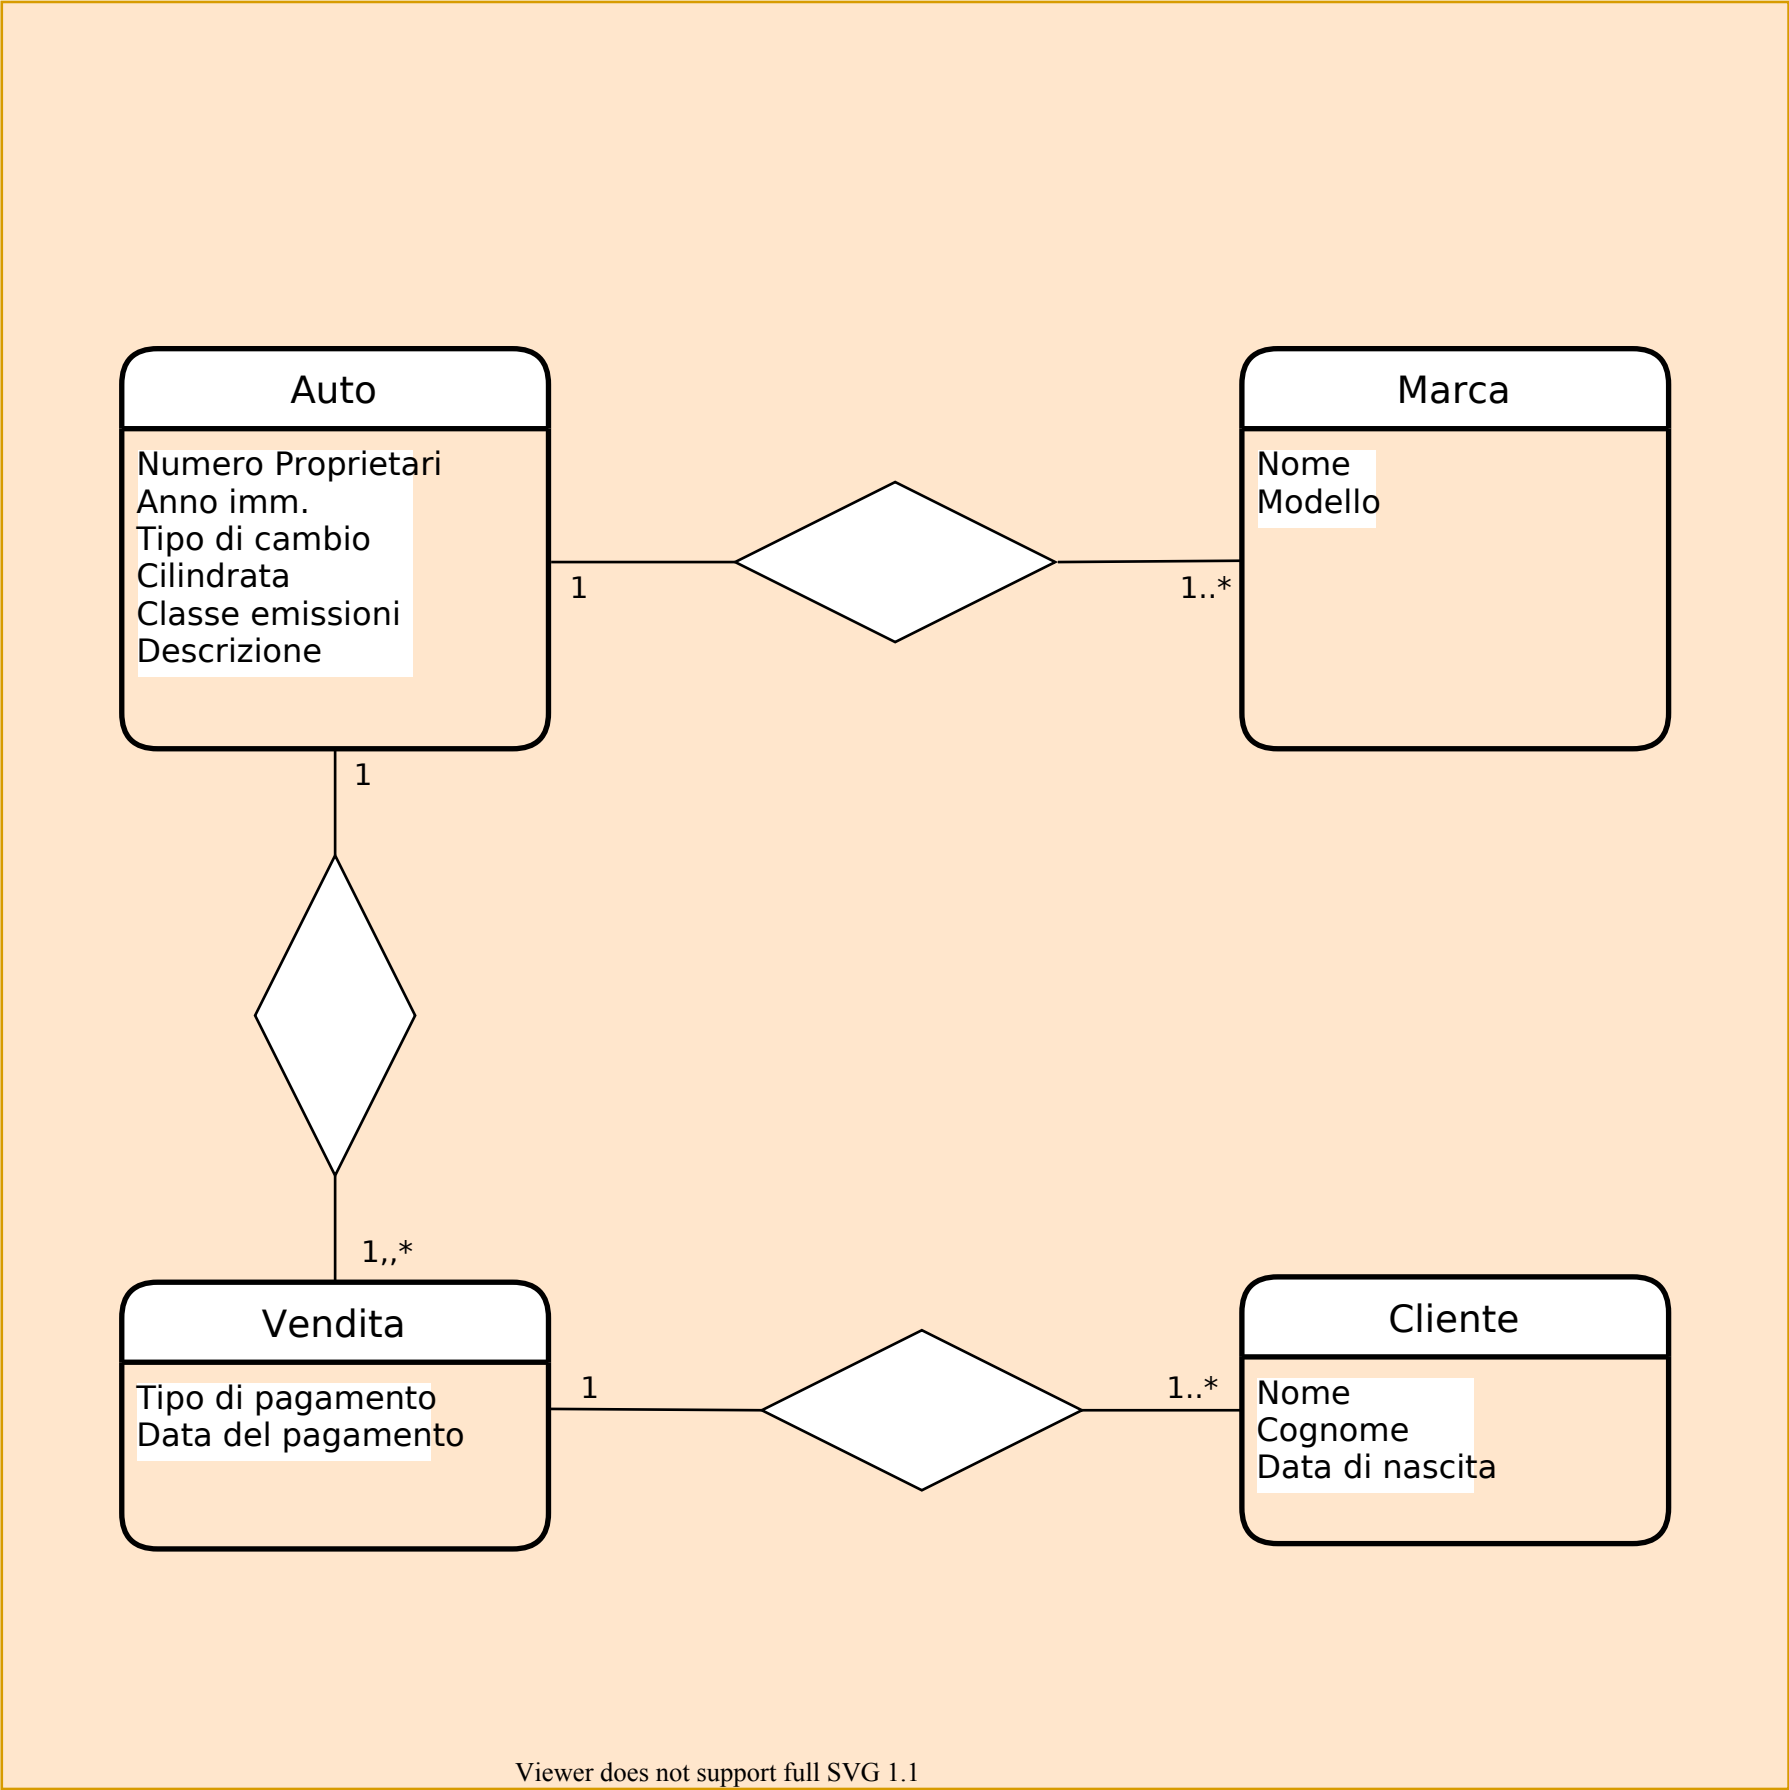 Auto
Numero Proprietari
Anno imm.
Tipo di cambio
Cilindrata
Classe emissioni
Descrizione
1
1..*
Marca
Nome
Modello
1
1,,*
Vendita
Tipo di pagamento
Data del pagamento
1
1..*
Cliente
Nome
Cognome
Data di nascita
Viewer does not support full SVG 1.1